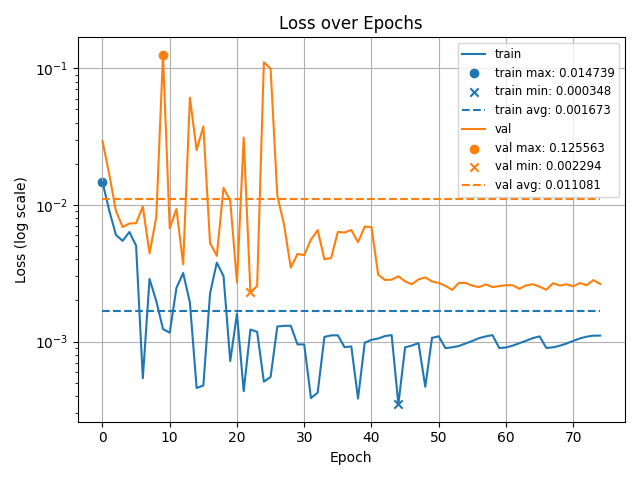 Loss over Epochs
train
train max: 0.014739
train min: 0.000348
train avg: 0.001673
val
val max: 0.125563
val min: 0.002294
val avg: 0.011081
Loss (log scale)
10⁻¹
10⁻²
10⁻³
0 10 20 30 40 50 60 70
Epoch